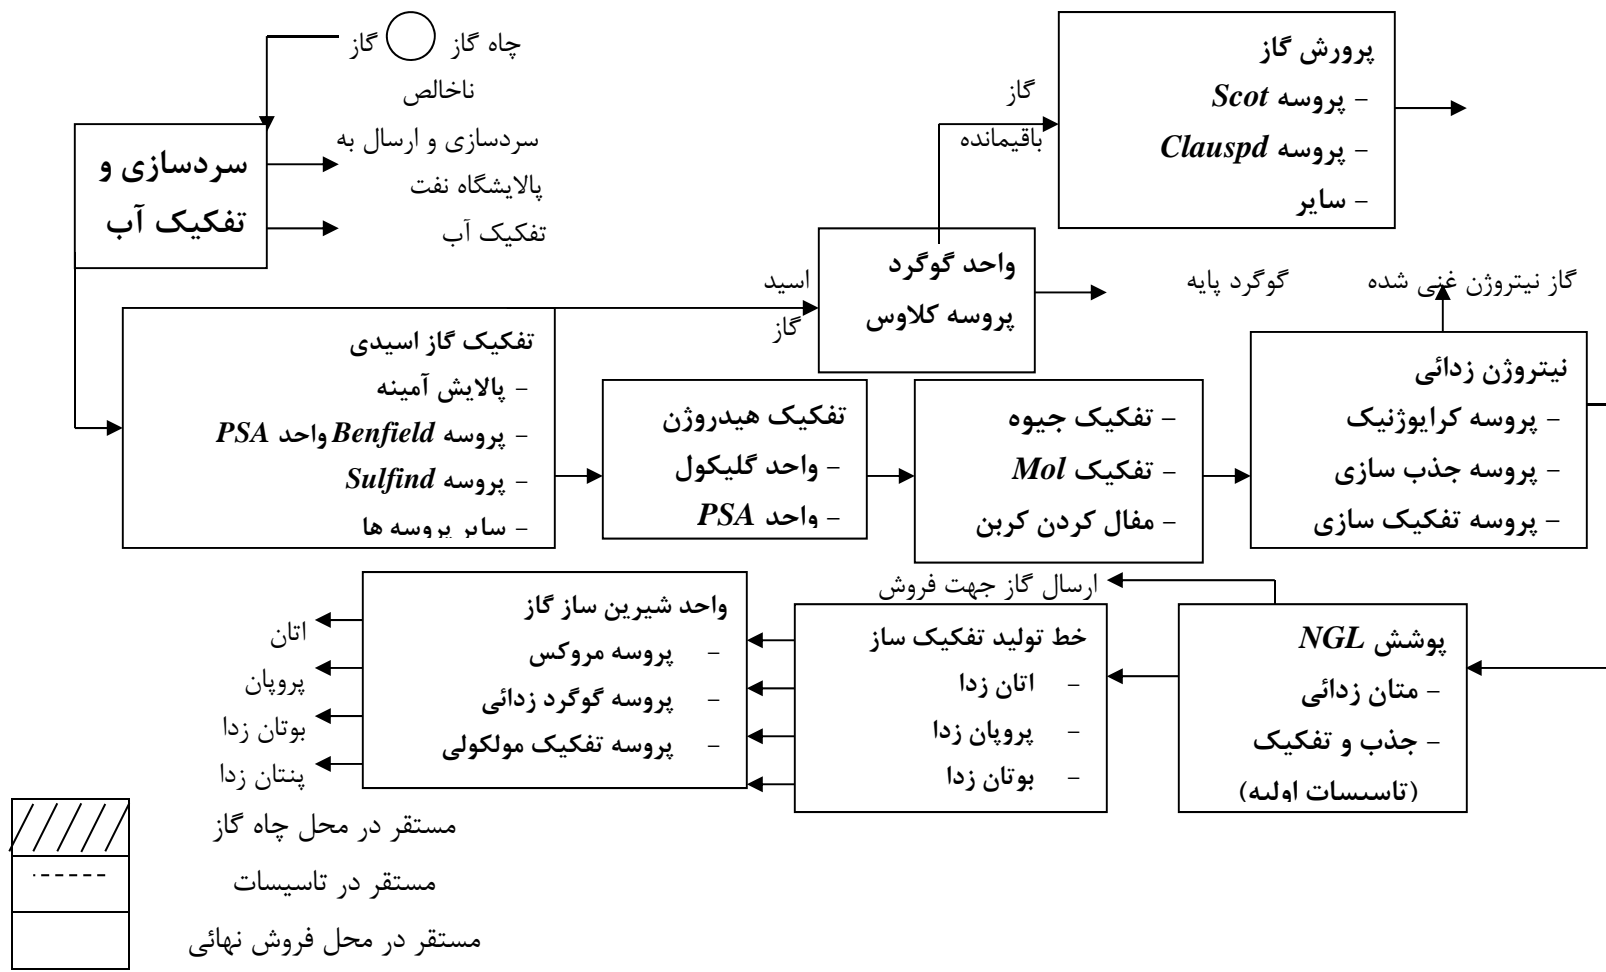 چاه گاز
گاز
ناخالص
سردسازی و ارسال به
پالایشگاه نفت
تفکیک آب
سردسازی و
تفکیک آب
گاز
باقیمانده
پرورش گاز
- پروسه Scot
- پروسه Clauspd
- سایر
واحد گوگرد
پروسه کلاوس
گوگرد پایه
گاز نیتروژن غنی شده
اسید
گاز
تفکیک گاز اسیدی
- پالایش آمینه
- پروسه Benfield واحد PSA
- پروسه Sulfind
- سایر پروسه ها
تفکیک هیدروژن
- واحد گلیکول
- واحد PSA
- تفکیک جیوه
- تفکیک Mol
- مفال کردن کربن
نیتروژن زدائی
- پروسه کرایوژنیک
- پروسه جذب سازی
- پروسه تفکیک سازی
ارسال گاز جهت فروش
پوشش NGL
- متان زدائی
- جذب و تفکیک
(تاسیسات اولیه)
خط تولید تفکیک ساز
- اتان زدا
- پروپان زدا
- بوتان زدا
واحد شیرین ساز گاز
- پروسه مروکس
- پروسه گوگرد زدائی
- پروسه تفکیک مولکولی
اتان
پروپان
بوتان زدا
پنتان زدا
مستقر در محل چاه گاز
مستقر در تاسیسات
مستقر در محل فروش نهائی